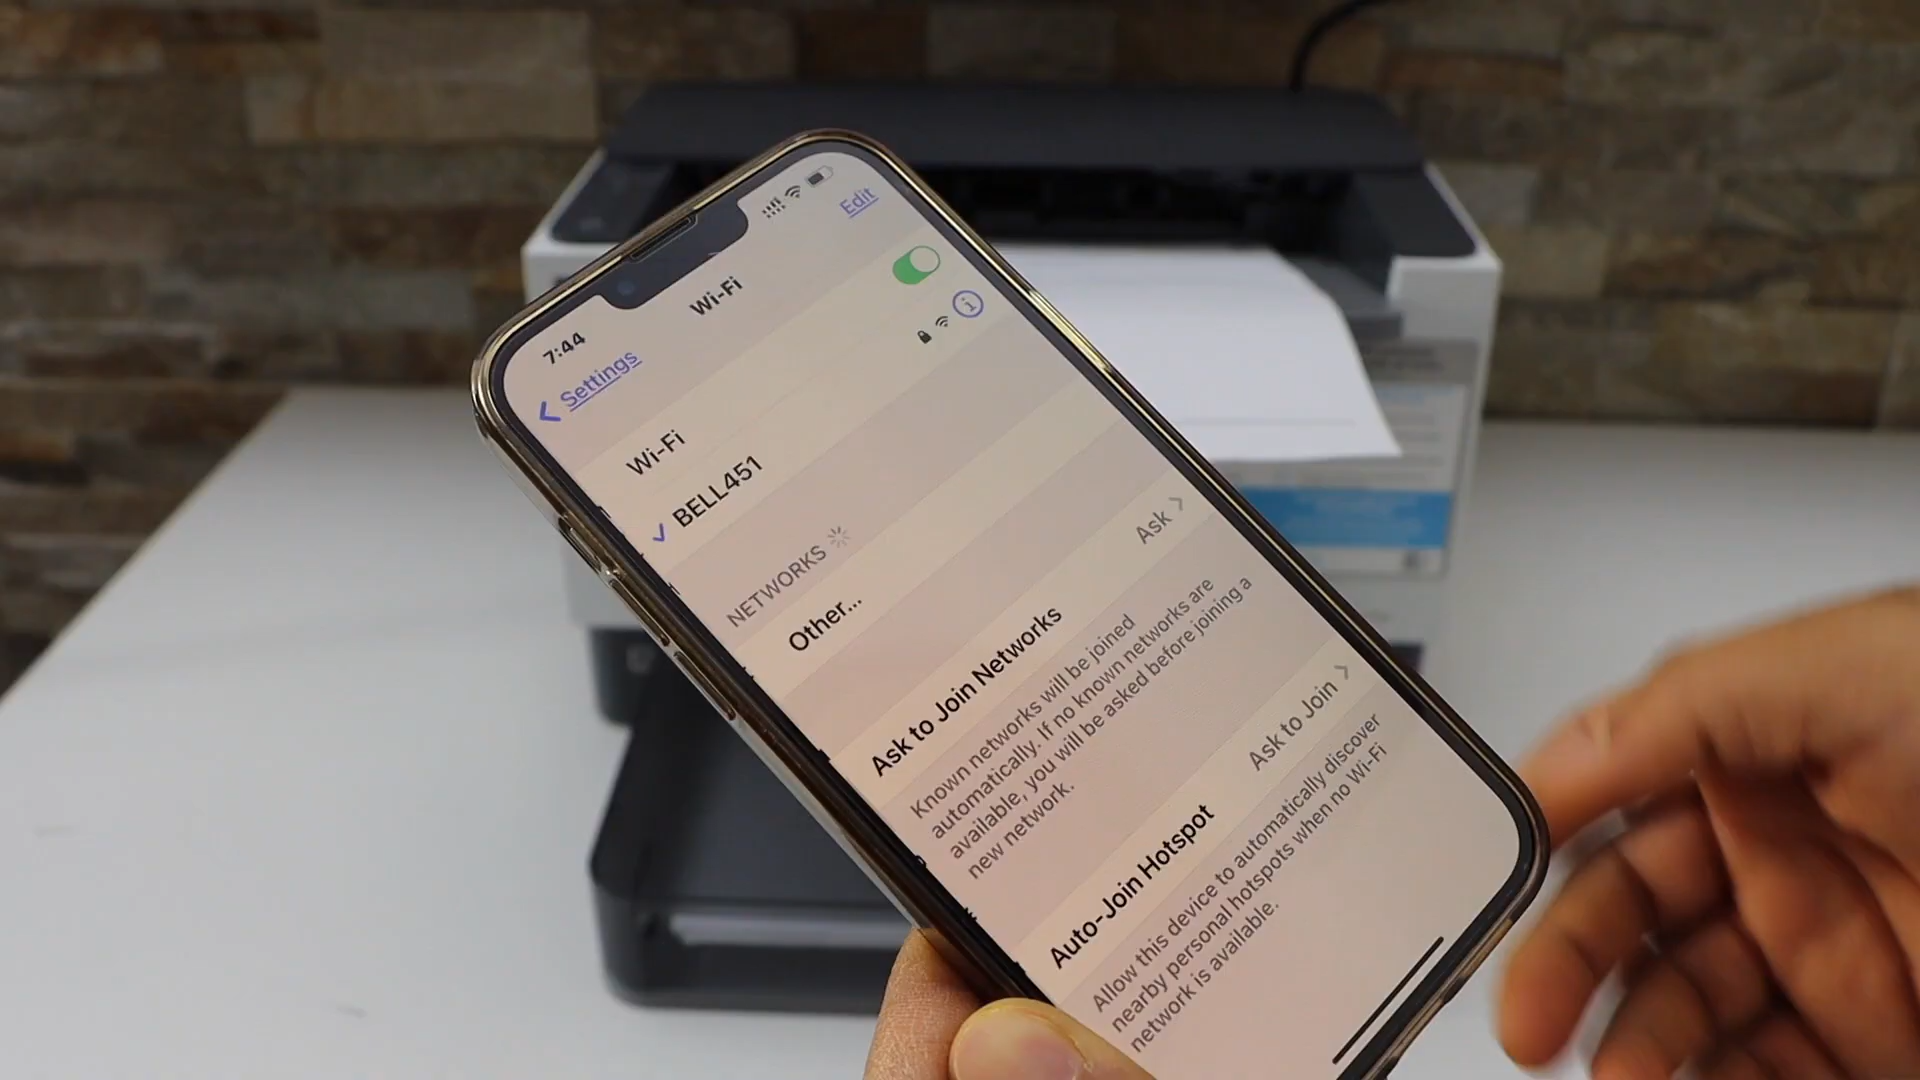 7:44
Settings
Wi-Fi
Edit
Wi-Fi
BELL451
NETWORKS
Other...
Ask to Join Networks
Ask
Known networks will be joined
automatically. If no known networks are
available, you will be asked before joining a
new network.
Auto-Join Hotspot
Ask to Join
Allow this device to automatically discover
nearby personal hotspots when no Wi-Fi
network is available.